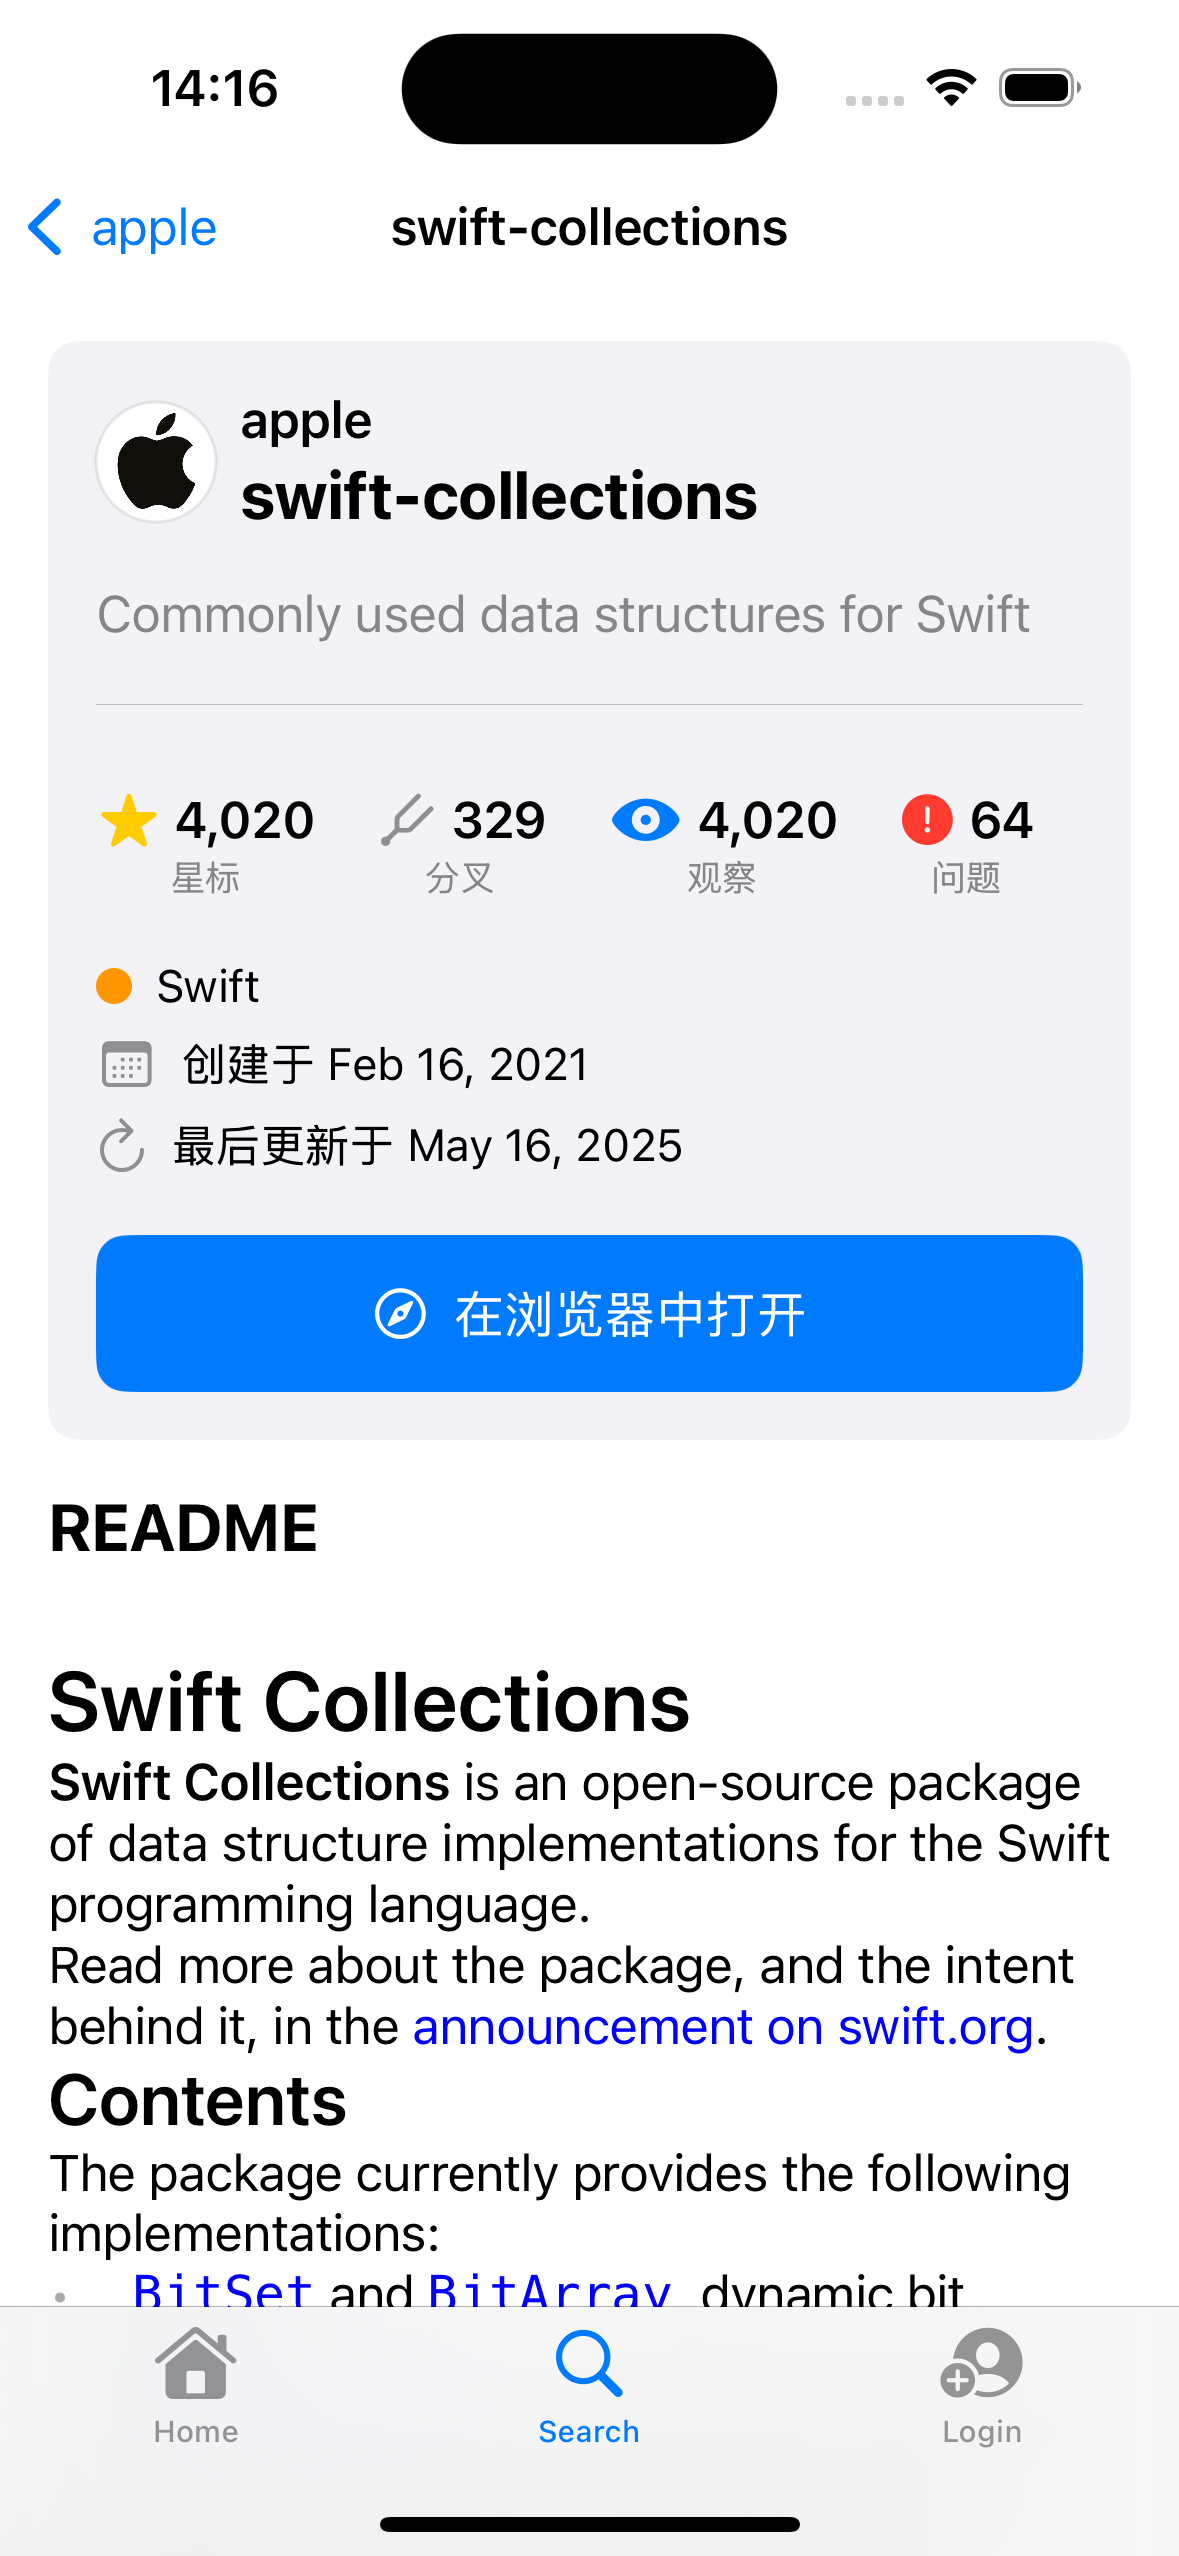 14:16
apple
swift-collections
apple
swift-collections
Commonly used data structures for Swift
4,020
星标
329
分叉
4,020
观察
64
问题
Swift
创建于 Feb 16, 2021
最后更新于 May 16, 2025
在浏览器中打开
README
Swift Collections
Swift Collections is an open-source package
of data structure implementations for the Swift
programming language.
Read more about the package, and the intent
behind it, in the announcement on swift.org.
Contents
The package currently provides the following
implementations:
• BitSet and BitArray, dynamic bit
Home
Search
Login